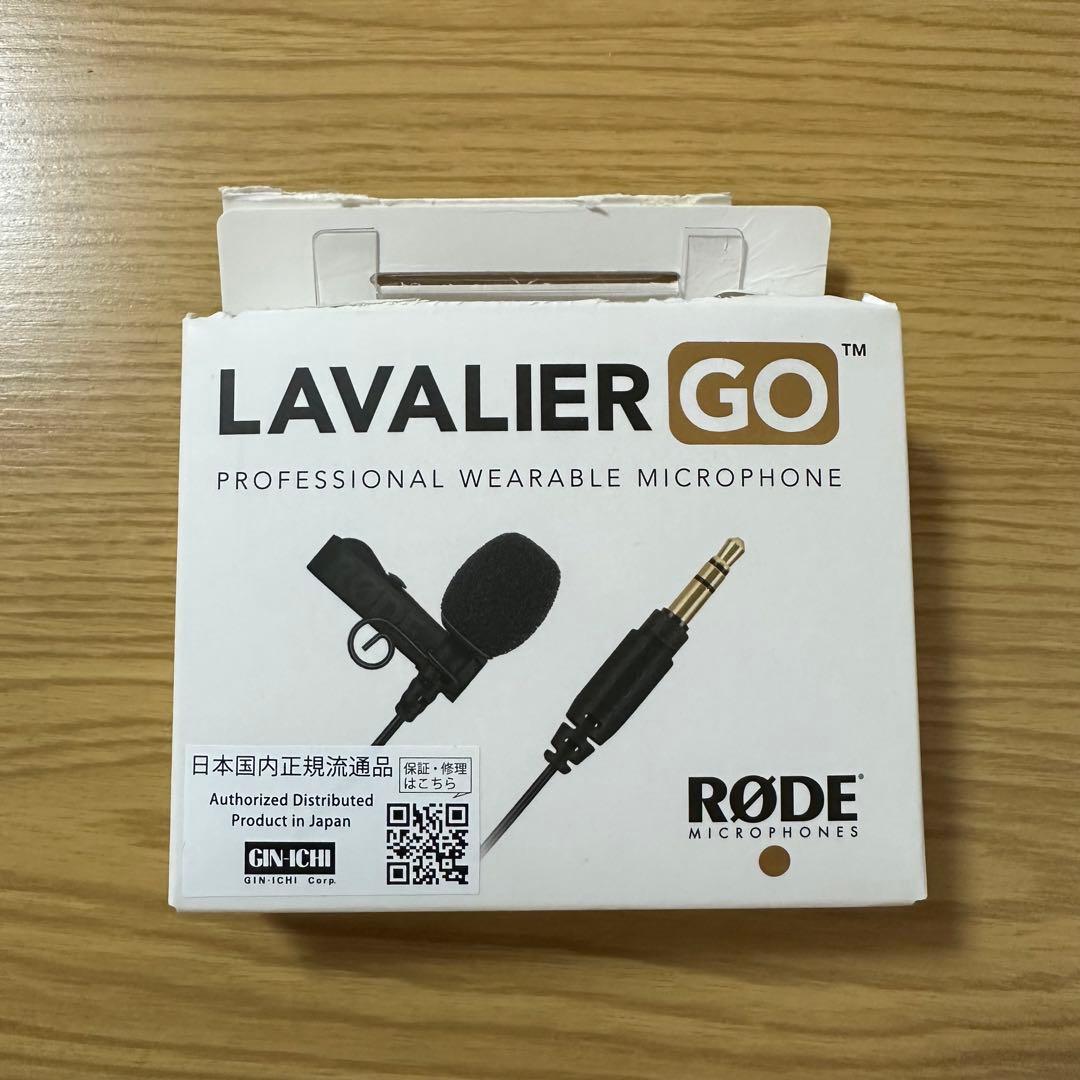 LAVALIER GO™
PROFESSIONAL WEARABLE MICROPHONE
日本国内正規流通品
保証・修理
はこちら
Authorized Distributed
Product in Japan
GIN-ICHI
GIN-ICHI Corp.
RØDE®
MICROPHONES